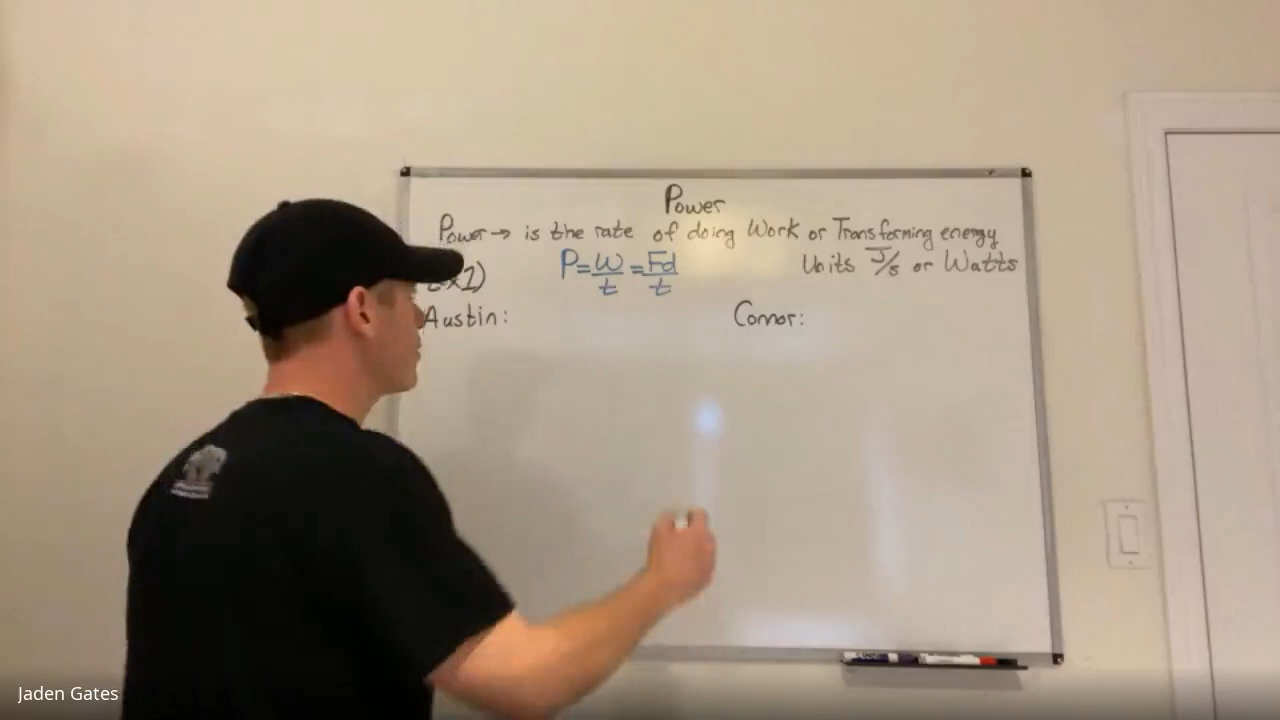 Power
Power → is the rate of doing Work or Transforming energy
P=W/t=Fd/t
Units J/s or Watts
Austin:
Connor:
Jaden Gates